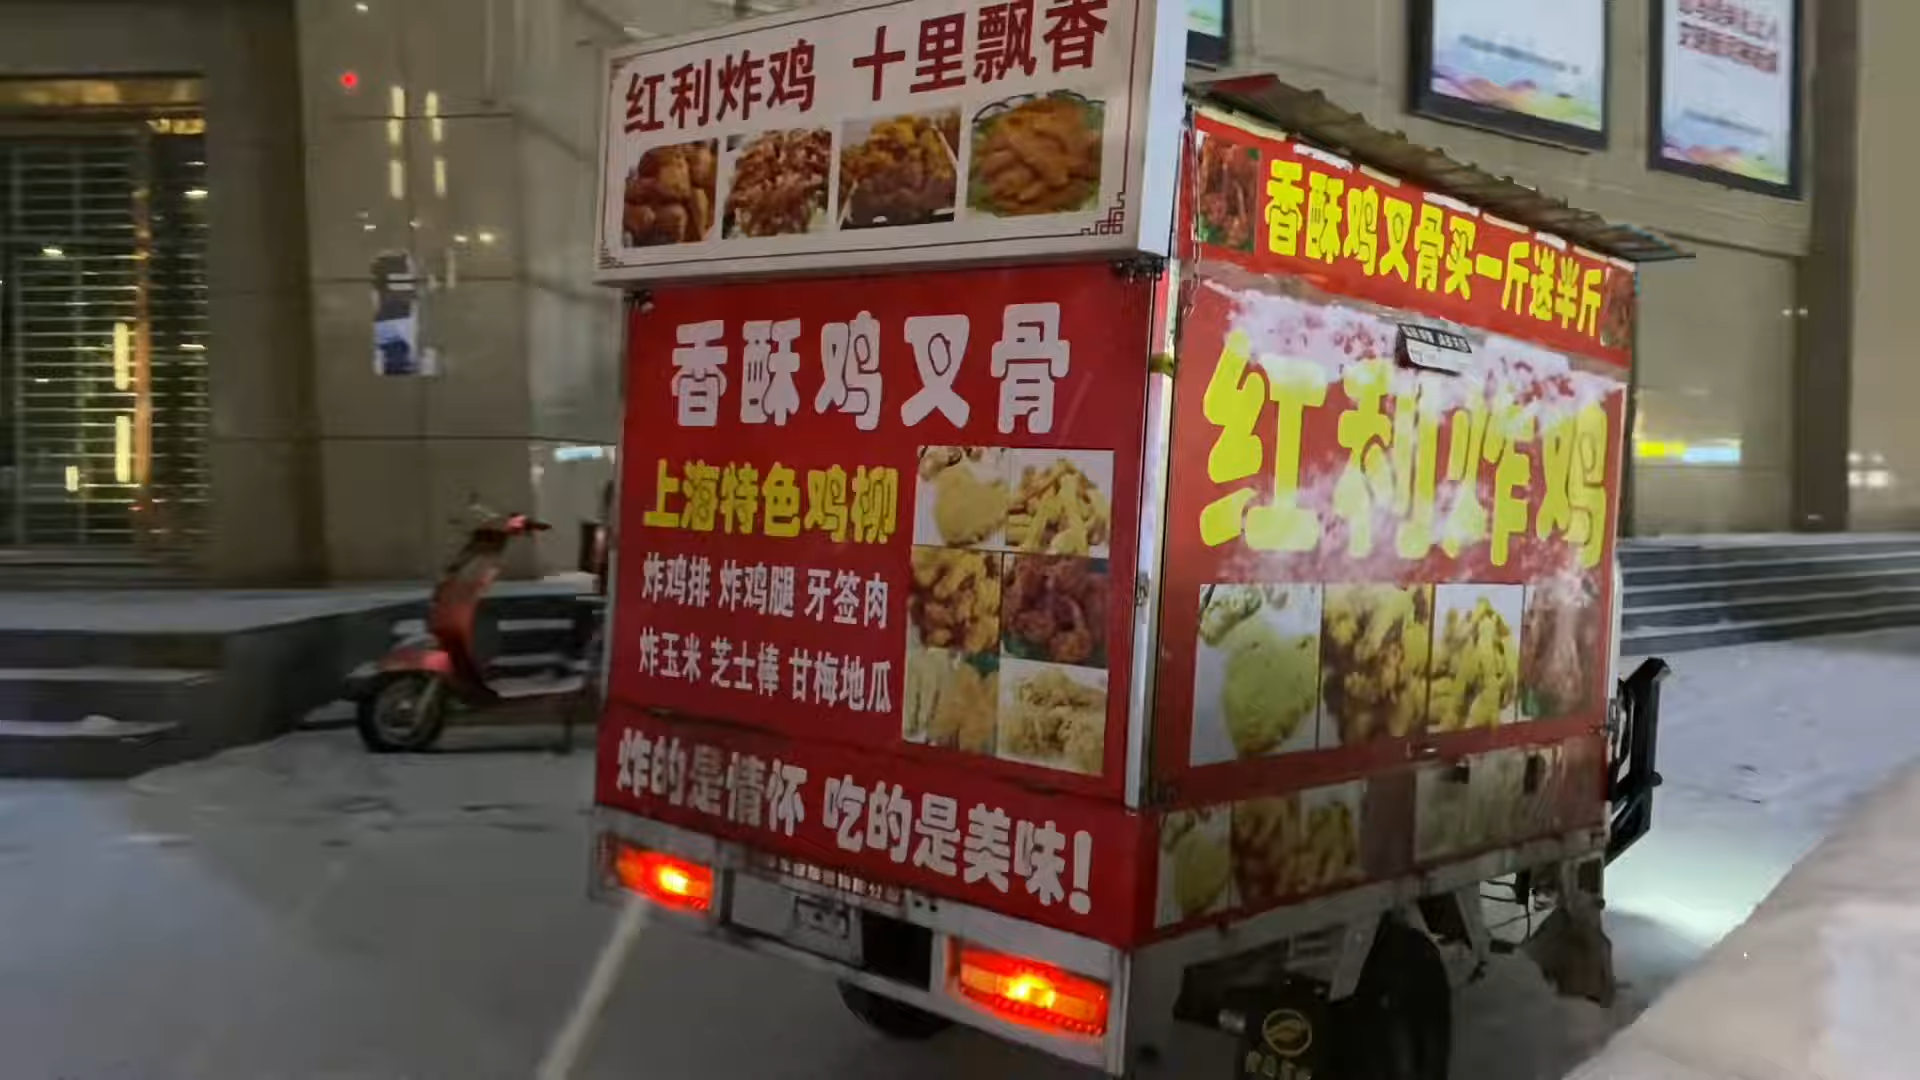 红利炸鸡 十里飘香
香酥鸡叉骨
上海特色鸡柳
炸鸡排 炸鸡腿 牙签肉
炸玉米 芝士棒 甘梅地瓜
炸的是情怀 吃的是美味!
香酥鸡叉骨买一斤送半斤
红利炸鸡